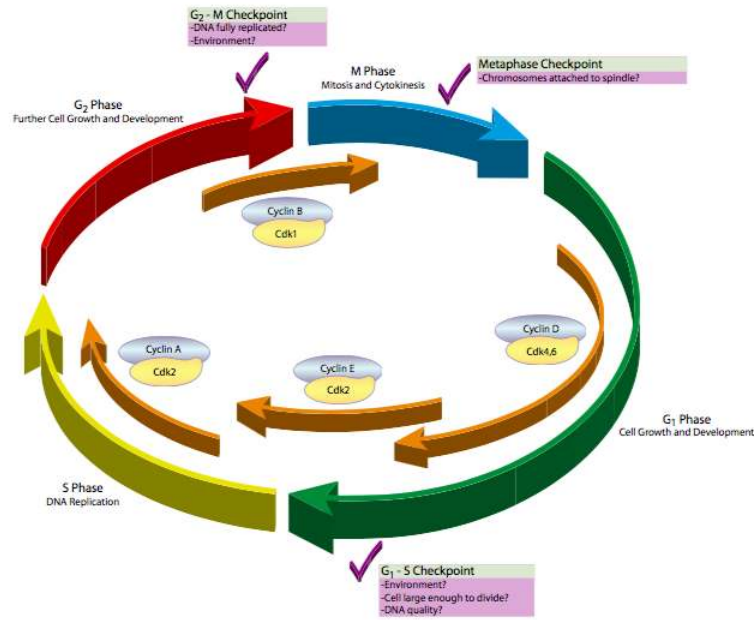 G₂ - M Checkpoint
-DNA fully replicated?
-Environment?
M Phase
Mitosis and Cytokinesis
Metaphase Checkpoint
-Chromosomes attached to spindle?
G₂ Phase
Further Cell Growth and Development
Cyclin B
Cdk1
Cyclin D
Cdk4,6
Cyclin A
Cdk2
Cyclin E
Cdk2
G₁ Phase
Cell Growth and Development
S Phase
DNA Replication
G₁ - S Checkpoint
-Environment?
-Cell large enough to divide?
-DNA quality?